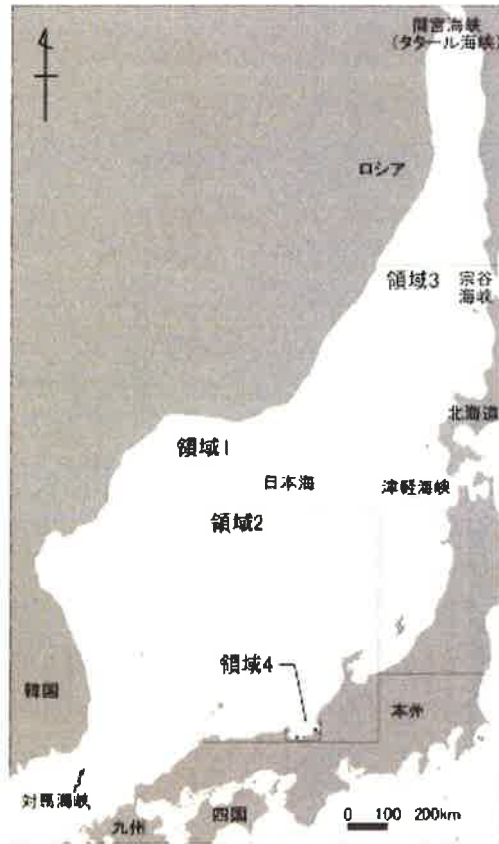 間宮海峡
(タタール海峡)
ロシア
領域3
宗谷
海峡
北海道
領域1
日本海
津軽海峡
領域2
領域4
韓国
本州
対馬海峡
九州
四国
0 100 200km